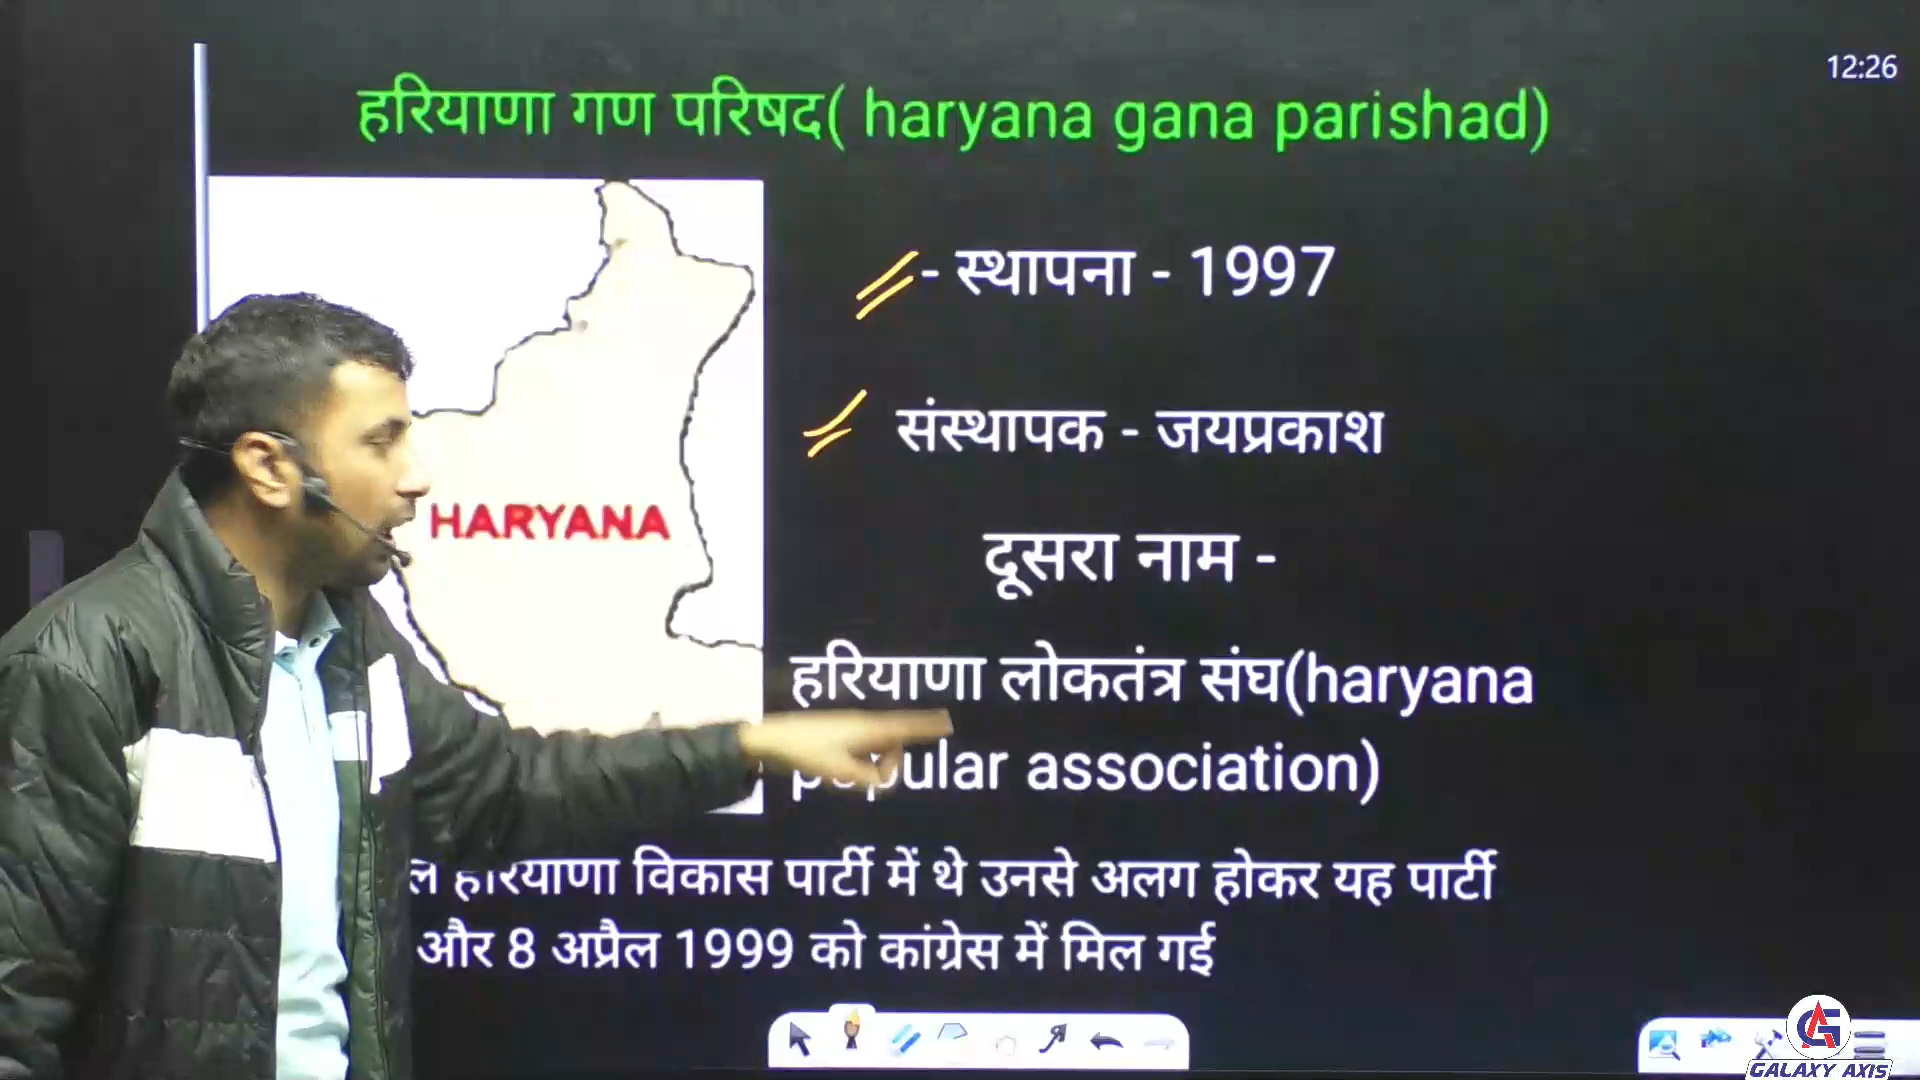 12:26
हरियाणा गण परिषद( haryana gana parishad)
- स्थापना - 1997
संस्थापक - जयप्रकाश
HARYANA
दूसरा नाम -
हरियाणा लोकतंत्र संघ(haryana
popular association)
हरियाणा विकास पार्टी में थे उनसे अलग होकर यह पार्टी
और 8 अप्रैल 1999 को कांग्रेस में मिल गई
GALAXY AXIS